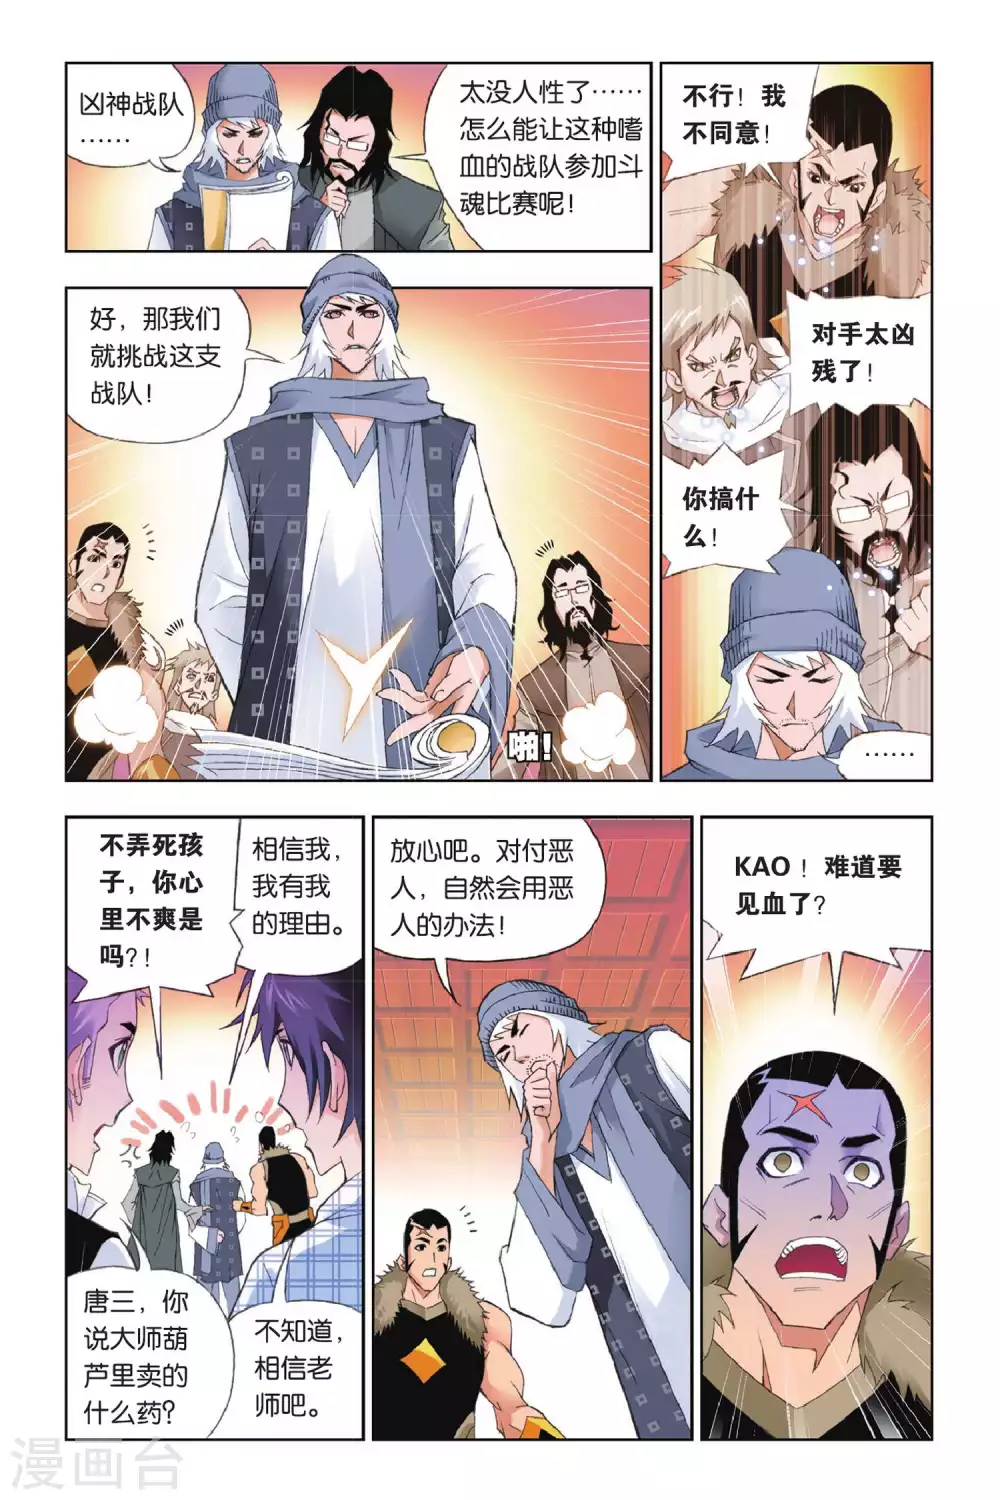 凶神战队
……
太没人性了……
怎么能让这种嗜
血的战队参加斗
魂比赛呢！
好，那我们
就挑战这支
战队！
啪！
不行！我
不同意！
对手太凶
残了！
你搞什
么！
……
不弄死孩
子，你心
里不爽是
吗？！
相信我，
我有我
的理由。
唐三，你
说大师葫
芦里卖的
什么药？
不知道，
相信老
师吧。
放心吧。对付恶
人，自然会用恶
人的办法！
KAO！难道要
见血了？
漫画台